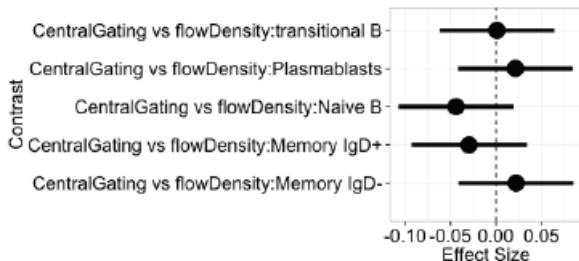 Contrast
CentralGating vs flowDensity:transitional B
CentralGating vs flowDensity:Plasmablasts
CentralGating vs flowDensity:Naive B
CentralGating vs flowDensity:Memory IgD+
CentralGating vs flowDensity:Memory IgD-
-0.10 -0.05 0.00 0.05
Effect Size